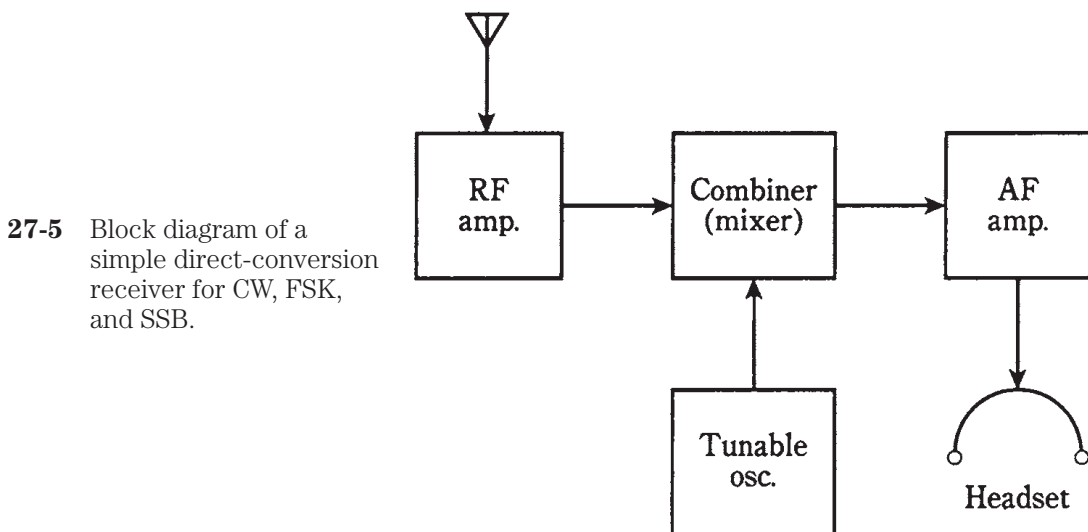 27-5 Block diagram of a
simple direct-conversion
receiver for CW, FSK,
and SSB.
RF
amp.
Combiner
(mixer)
AF
amp.
Tunable
osc.
Headset